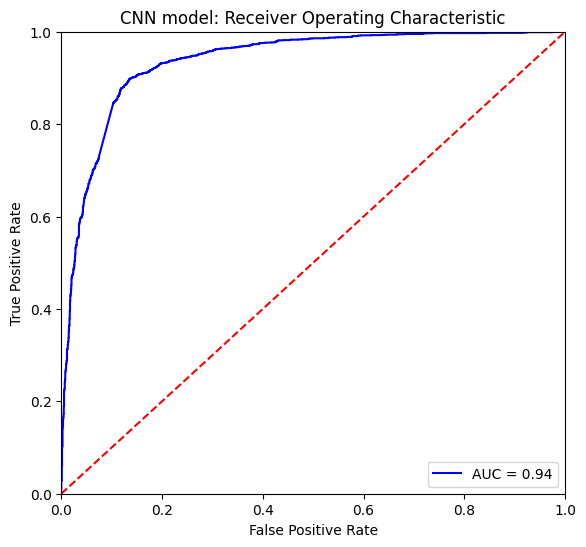 CNN model: Receiver Operating Characteristic
1.0
0.8
0.6
0.4
0.2
0.0
True Positive Rate
AUC = 0.94
0.0 0.2 0.4 0.6 0.8 1.0
False Positive Rate